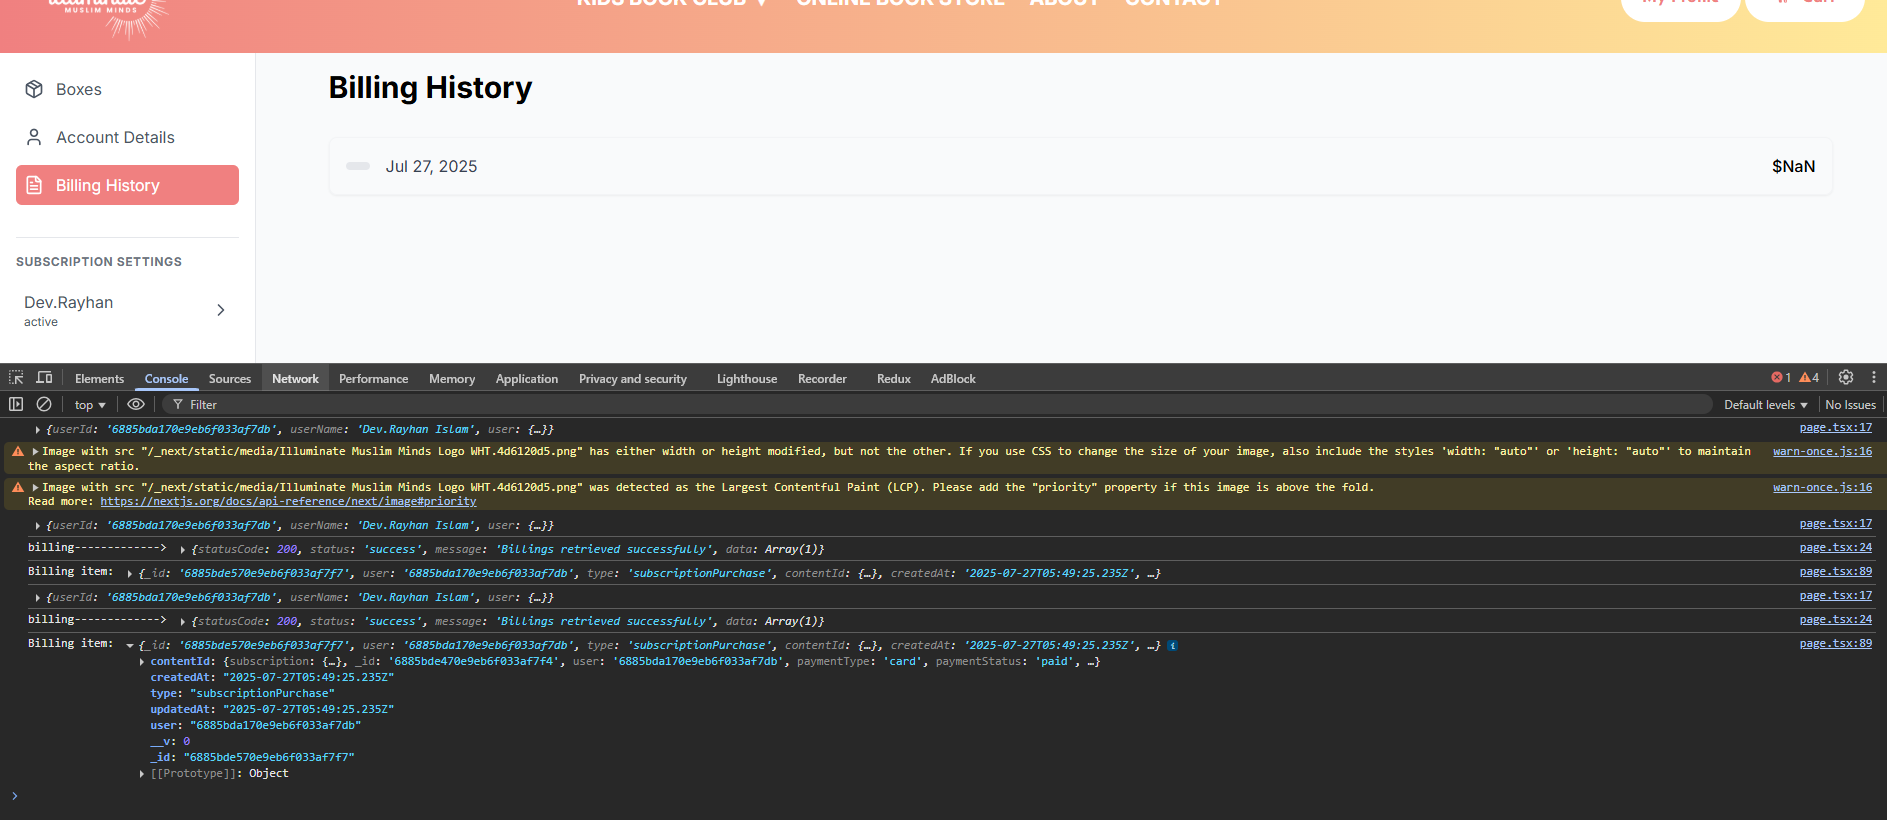 MUSLIM MINDS
KIDS BOOK CLUB ▼ ONLINE BOOK STORE ABOUT CONTACT
My Profile Cart
Boxes
Account Details
Billing History
SUBSCRIPTION SETTINGS
Dev.Rayhan
active
Billing History
Jul 27, 2025 $NaN
Elements Console Sources Network Performance Memory Application Privacy and security Lighthouse Recorder Redux AdBlock 1 4
top ▼ Filter Default levels ▼ No Issues
▶ {userId: '6885bda170e9eb6f033af7db', userName: 'Dev.Rayhan Islam', user: {…}} page.tsx:17
▶ Image with src "/_next/static/media/Illuminate Muslim Minds Logo WHT.4d6120d5.png" has either width or height modified, but not the other. If you use CSS to change the size of your image, also include the styles 'width: "auto"' or 'height: "auto"' to maintain warn-once.js:16
the aspect ratio.
▶ Image with src "/_next/static/media/Illuminate Muslim Minds Logo WHT.4d6120d5.png" was detected as the Largest Contentful Paint (LCP). Please add the "priority" property if this image is above the fold. warn-once.js:16
Read more: https://nextjs.org/docs/api-reference/next/image#priority
▶ {userId: '6885bda170e9eb6f033af7db', userName: 'Dev.Rayhan Islam', user: {…}} page.tsx:17
billing-------------> ▶ {statusCode: 200, status: 'success', message: 'Billings retrieved successfully', data: Array(1)} page.tsx:24
Billing item: ▶ {_id: '6885bde570e9eb6f033af7f7', user: '6885bda170e9eb6f033af7db', type: 'subscriptionPurchase', contentId: {…}, createdAt: '2025-07-27T05:49:25.235Z', …} page.tsx:89
▶ {userId: '6885bda170e9eb6f033af7db', userName: 'Dev.Rayhan Islam', user: {…}} page.tsx:17
billing-------------> ▶ {statusCode: 200, status: 'success', message: 'Billings retrieved successfully', data: Array(1)} page.tsx:24
Billing item: ▼ {_id: '6885bde570e9eb6f033af7f7', user: '6885bda170e9eb6f033af7db', type: 'subscriptionPurchase', contentId: {…}, createdAt: '2025-07-27T05:49:25.235Z', …} i page.tsx:89
▶ contentId: {subscription: {…}, _id: '6885bde470e9eb6f033af7f4', user: '6885bda170e9eb6f033af7db', paymentType: 'card', paymentStatus: 'paid', …}
createdAt: "2025-07-27T05:49:25.235Z"
type: "subscriptionPurchase"
updatedAt: "2025-07-27T05:49:25.235Z"
user: "6885bda170e9eb6f033af7db"
__v: 0
_id: "6885bde570e9eb6f033af7f7"
▶ [[Prototype]]: Object
>